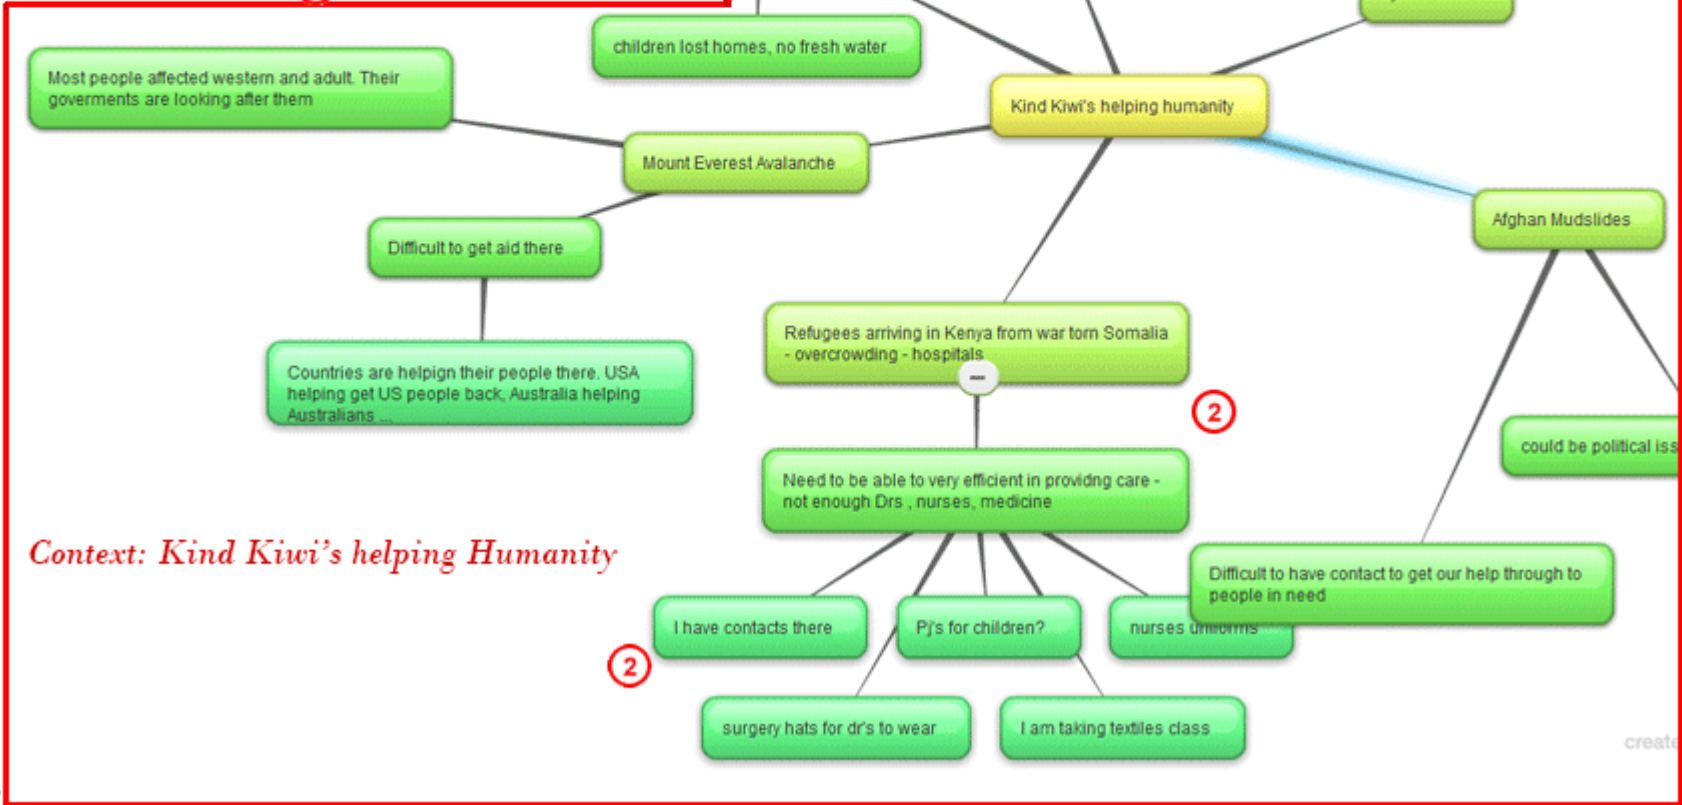 children lost homes, no fresh water
Most people affected western and adult. Their
goverments are looking after them
Kind Kiwi's helping humanity
Mount Everest Avalanche
Afghan Mudslides
Difficult to get aid there
Refugees arriving in Kenya from war torn Somalia
- overcrowding - hospitals
Countries are helpign their people there. USA
helping get US people back, Australia helping
Australians ...
2
could be political iss
Need to be able to very efficient in providng care -
not enough Drs , nurses, medicine
Context: Kind Kiwi's helping Humanity
Difficult to have contact to get our help through to
people in need
I have contacts there
Pj's for children?
nurses uniforms
2
surgery hats for dr's to wear
I am taking textiles class
create